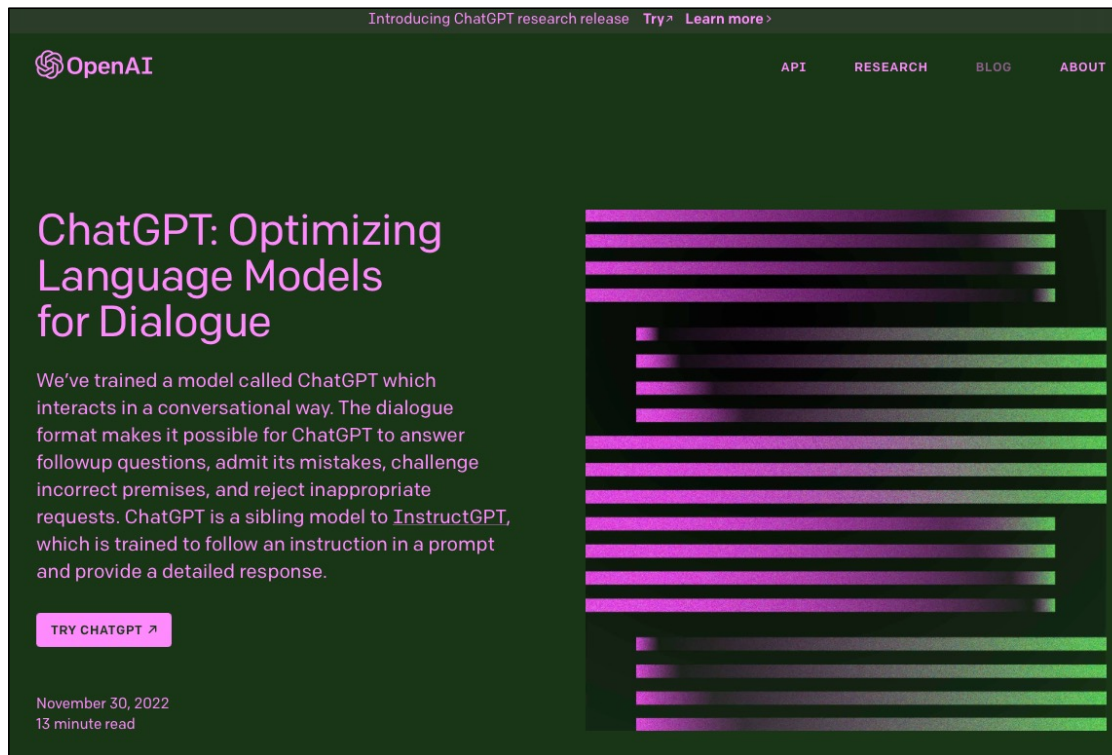 Introducing ChatGPT research release Try↗ Learn more›
OpenAI
API RESEARCH BLOG ABOUT
ChatGPT: Optimizing
Language Models
for Dialogue
We’ve trained a model called ChatGPT which
interacts in a conversational way. The dialogue
format makes it possible for ChatGPT to answer
followup questions, admit its mistakes, challenge
incorrect premises, and reject inappropriate
requests. ChatGPT is a sibling model to InstructGPT,
which is trained to follow an instruction in a prompt
and provide a detailed response.
TRY CHATGPT ↗
November 30, 2022
13 minute read